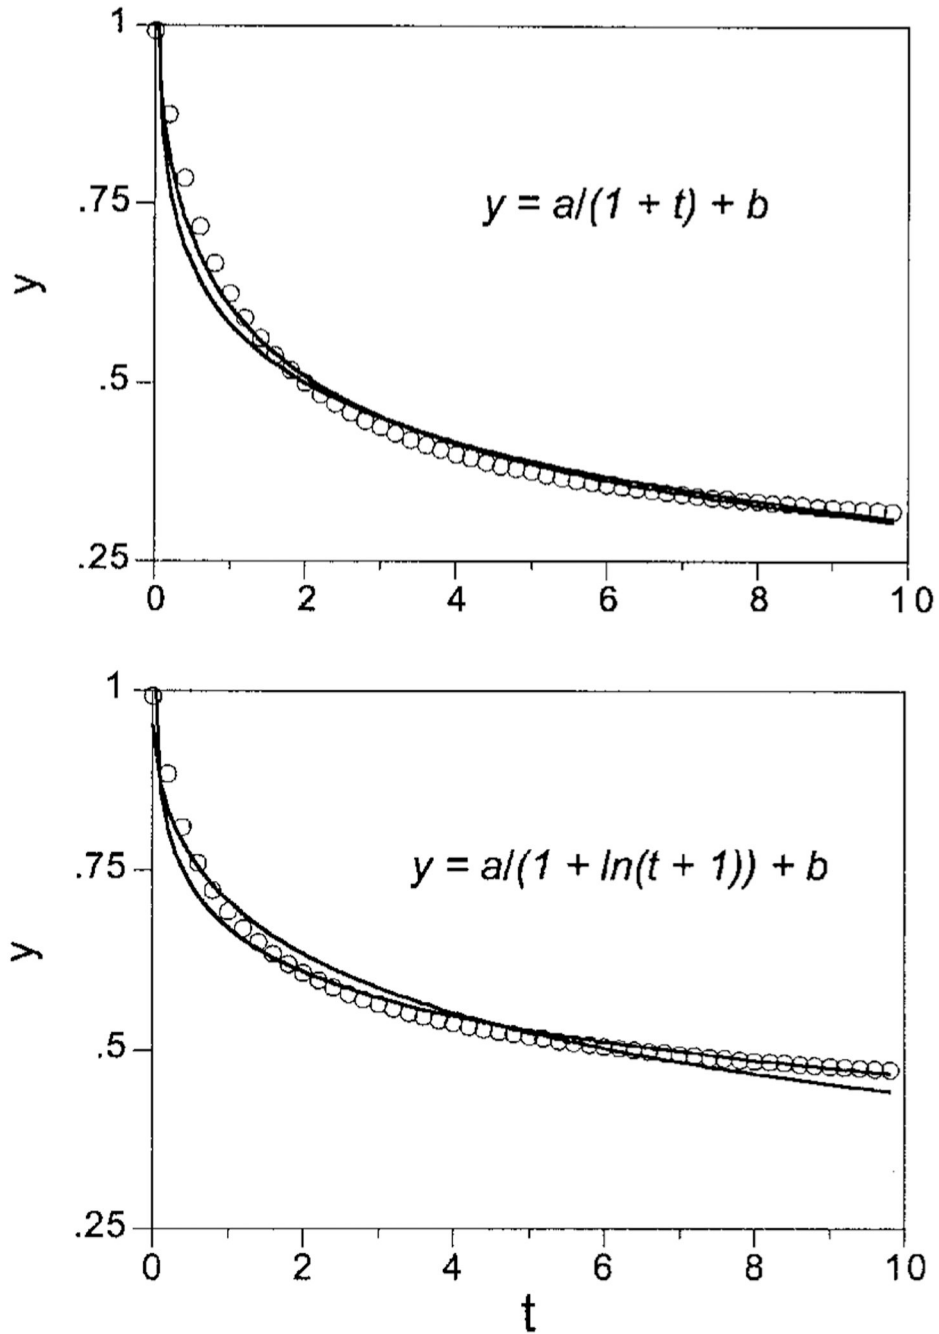 1
.75
y = a/(1 + t) + b
y
.5
.25
0 2 4 6 8 10
1
.75
y = a/(1 + ln(t + 1)) + b
y
.5
.25
0 2 4 6 8 10
t